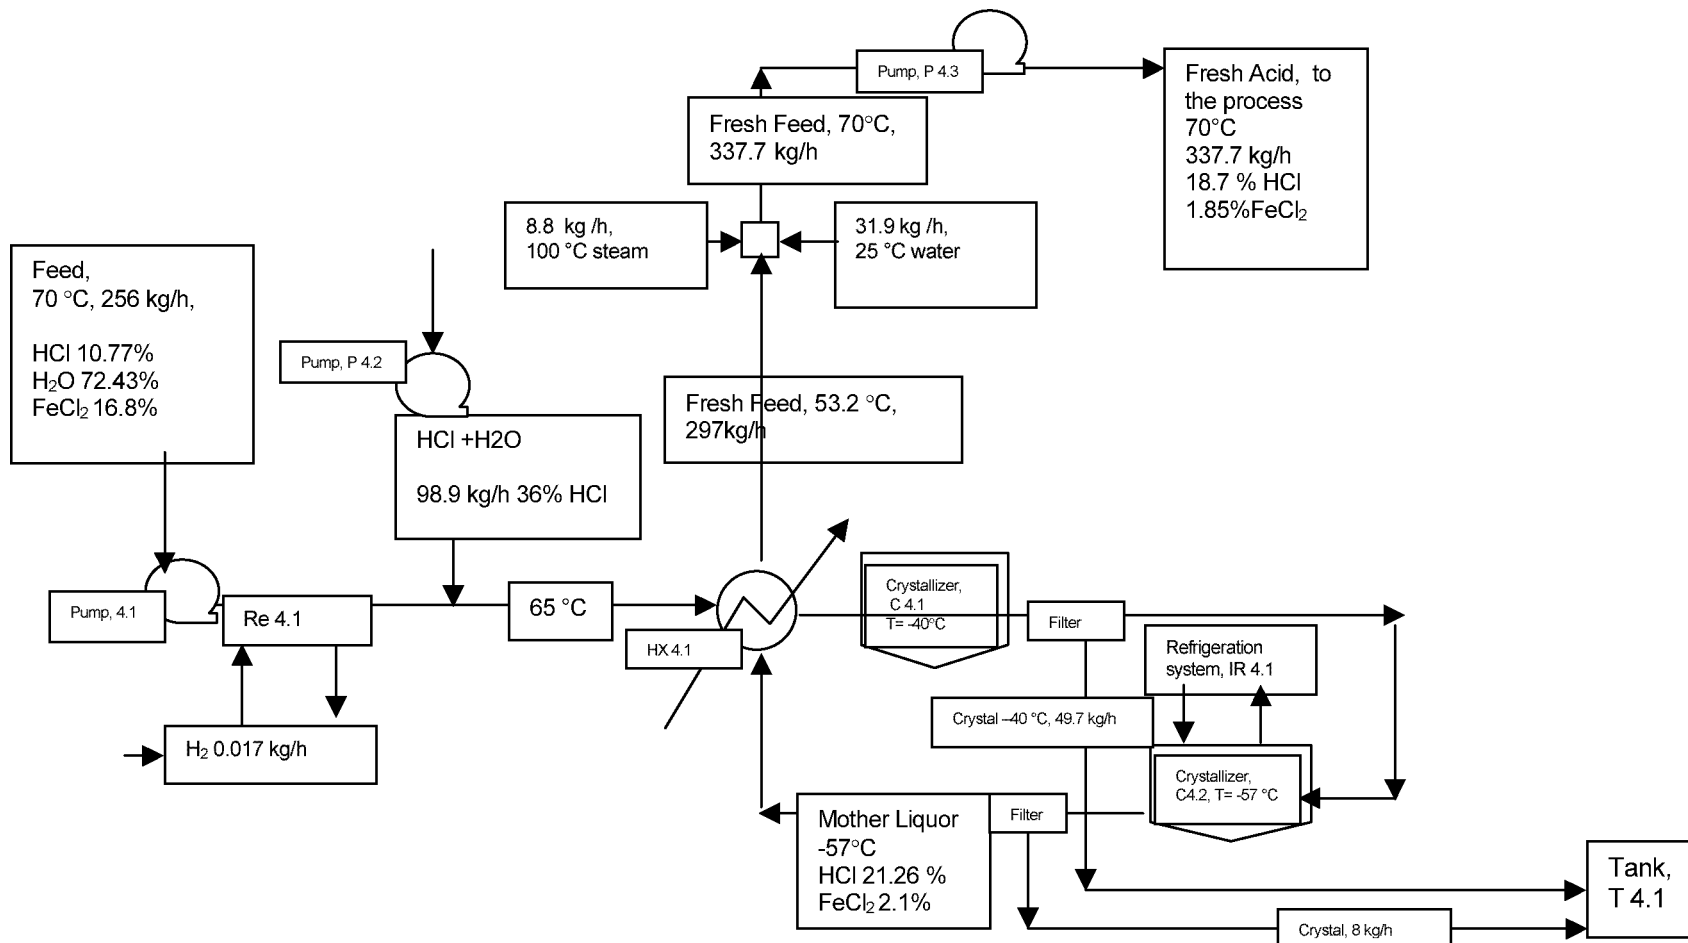 Pump, P 4.3
Fresh Acid, to
the process
70°C
337.7 kg/h
18.7 % HCl
1.85%FeCl₂
Fresh Feed, 70°C,
337.7 kg/h
8.8 kg /h,
100 °C steam
31.9 kg /h,
25 °C water
Feed,
70 °C, 256 kg/h,
HCl 10.77%
H₂O 72.43%
FeCl₂ 16.8%
Pump, P 4.2
HCl +H2O
98.9 kg/h 36% HCl
Fresh Feed, 53.2 °C,
297kg/h
Pump, 4.1
Re 4.1
65 °C
HX 4.1
Crystallizer,
C 4.1
T= -40°C
Filter
Refrigeration
system, IR 4.1
H₂ 0.017 kg/h
Crystal –40 °C, 49.7 kg/h
Crystallizer,
C4.2, T= -57 °C
Mother Liquor
-57°C
HCl 21.26 %
FeCl₂ 2.1%
Filter
Tank,
T 4.1
Crystal, 8 kg/h